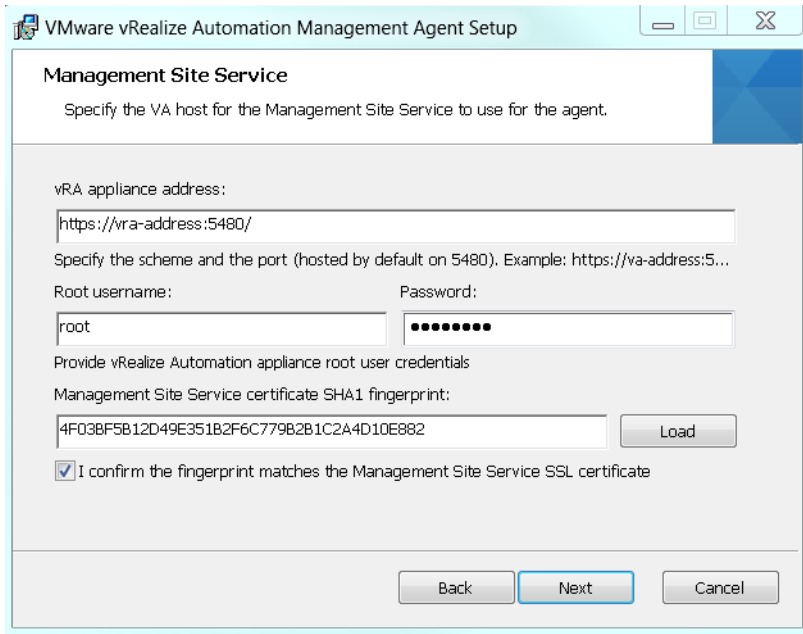 VMware vRealize Automation Management Agent Setup
Management Site Service
Specify the VA host for the Management Site Service to use for the agent.
vRA appliance address:
https://vra-address:5480/
Specify the scheme and the port (hosted by default on 5480). Example: https://va-address:5...
Root username:
Password:
root
●●●●●●●●
Provide vRealize Automation appliance root user credentials
Management Site Service certificate SHA1 fingerprint:
4F03BF5B12D49E351B2F6C779B2B1C2A4D10E882
Load
I confirm the fingerprint matches the Management Site Service SSL certificate
Back
Next
Cancel